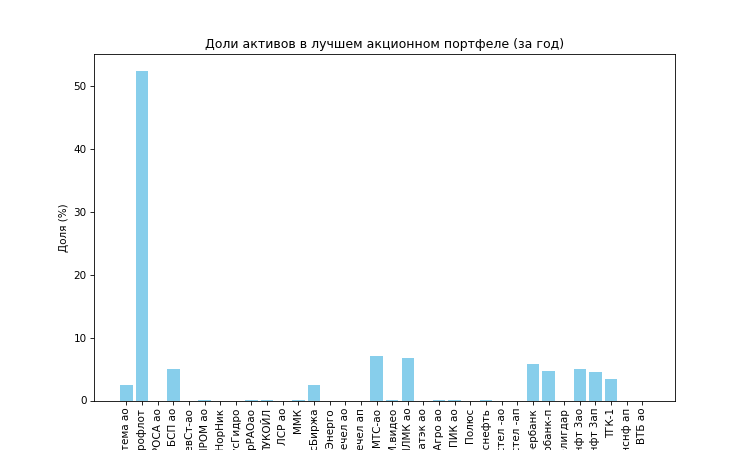 Доли активов в лучшем акционном портфеле (за год)
Доля (%)
50
40
30
20
10
0
тема ао
рофлот
РОСА ао
БСП ао
евСт-ао
ПРОМ ао
НорНик
сГидро
рРАОао
ЛУКОЙЛ
ЛСР ао
ММК
сБиржа
Энерго
ечел ао
ечел ап
МТС-ао
М.видео
ЛМК ао
атэк ао
Агро ао
ПИК ао
Полюс
снефть
стел -ао
стел -ап
ербанк
рбанк-п
лигдар
нфт 3ао
нфт 3ап
ТГК-1
нснф ап
ВТБ ао